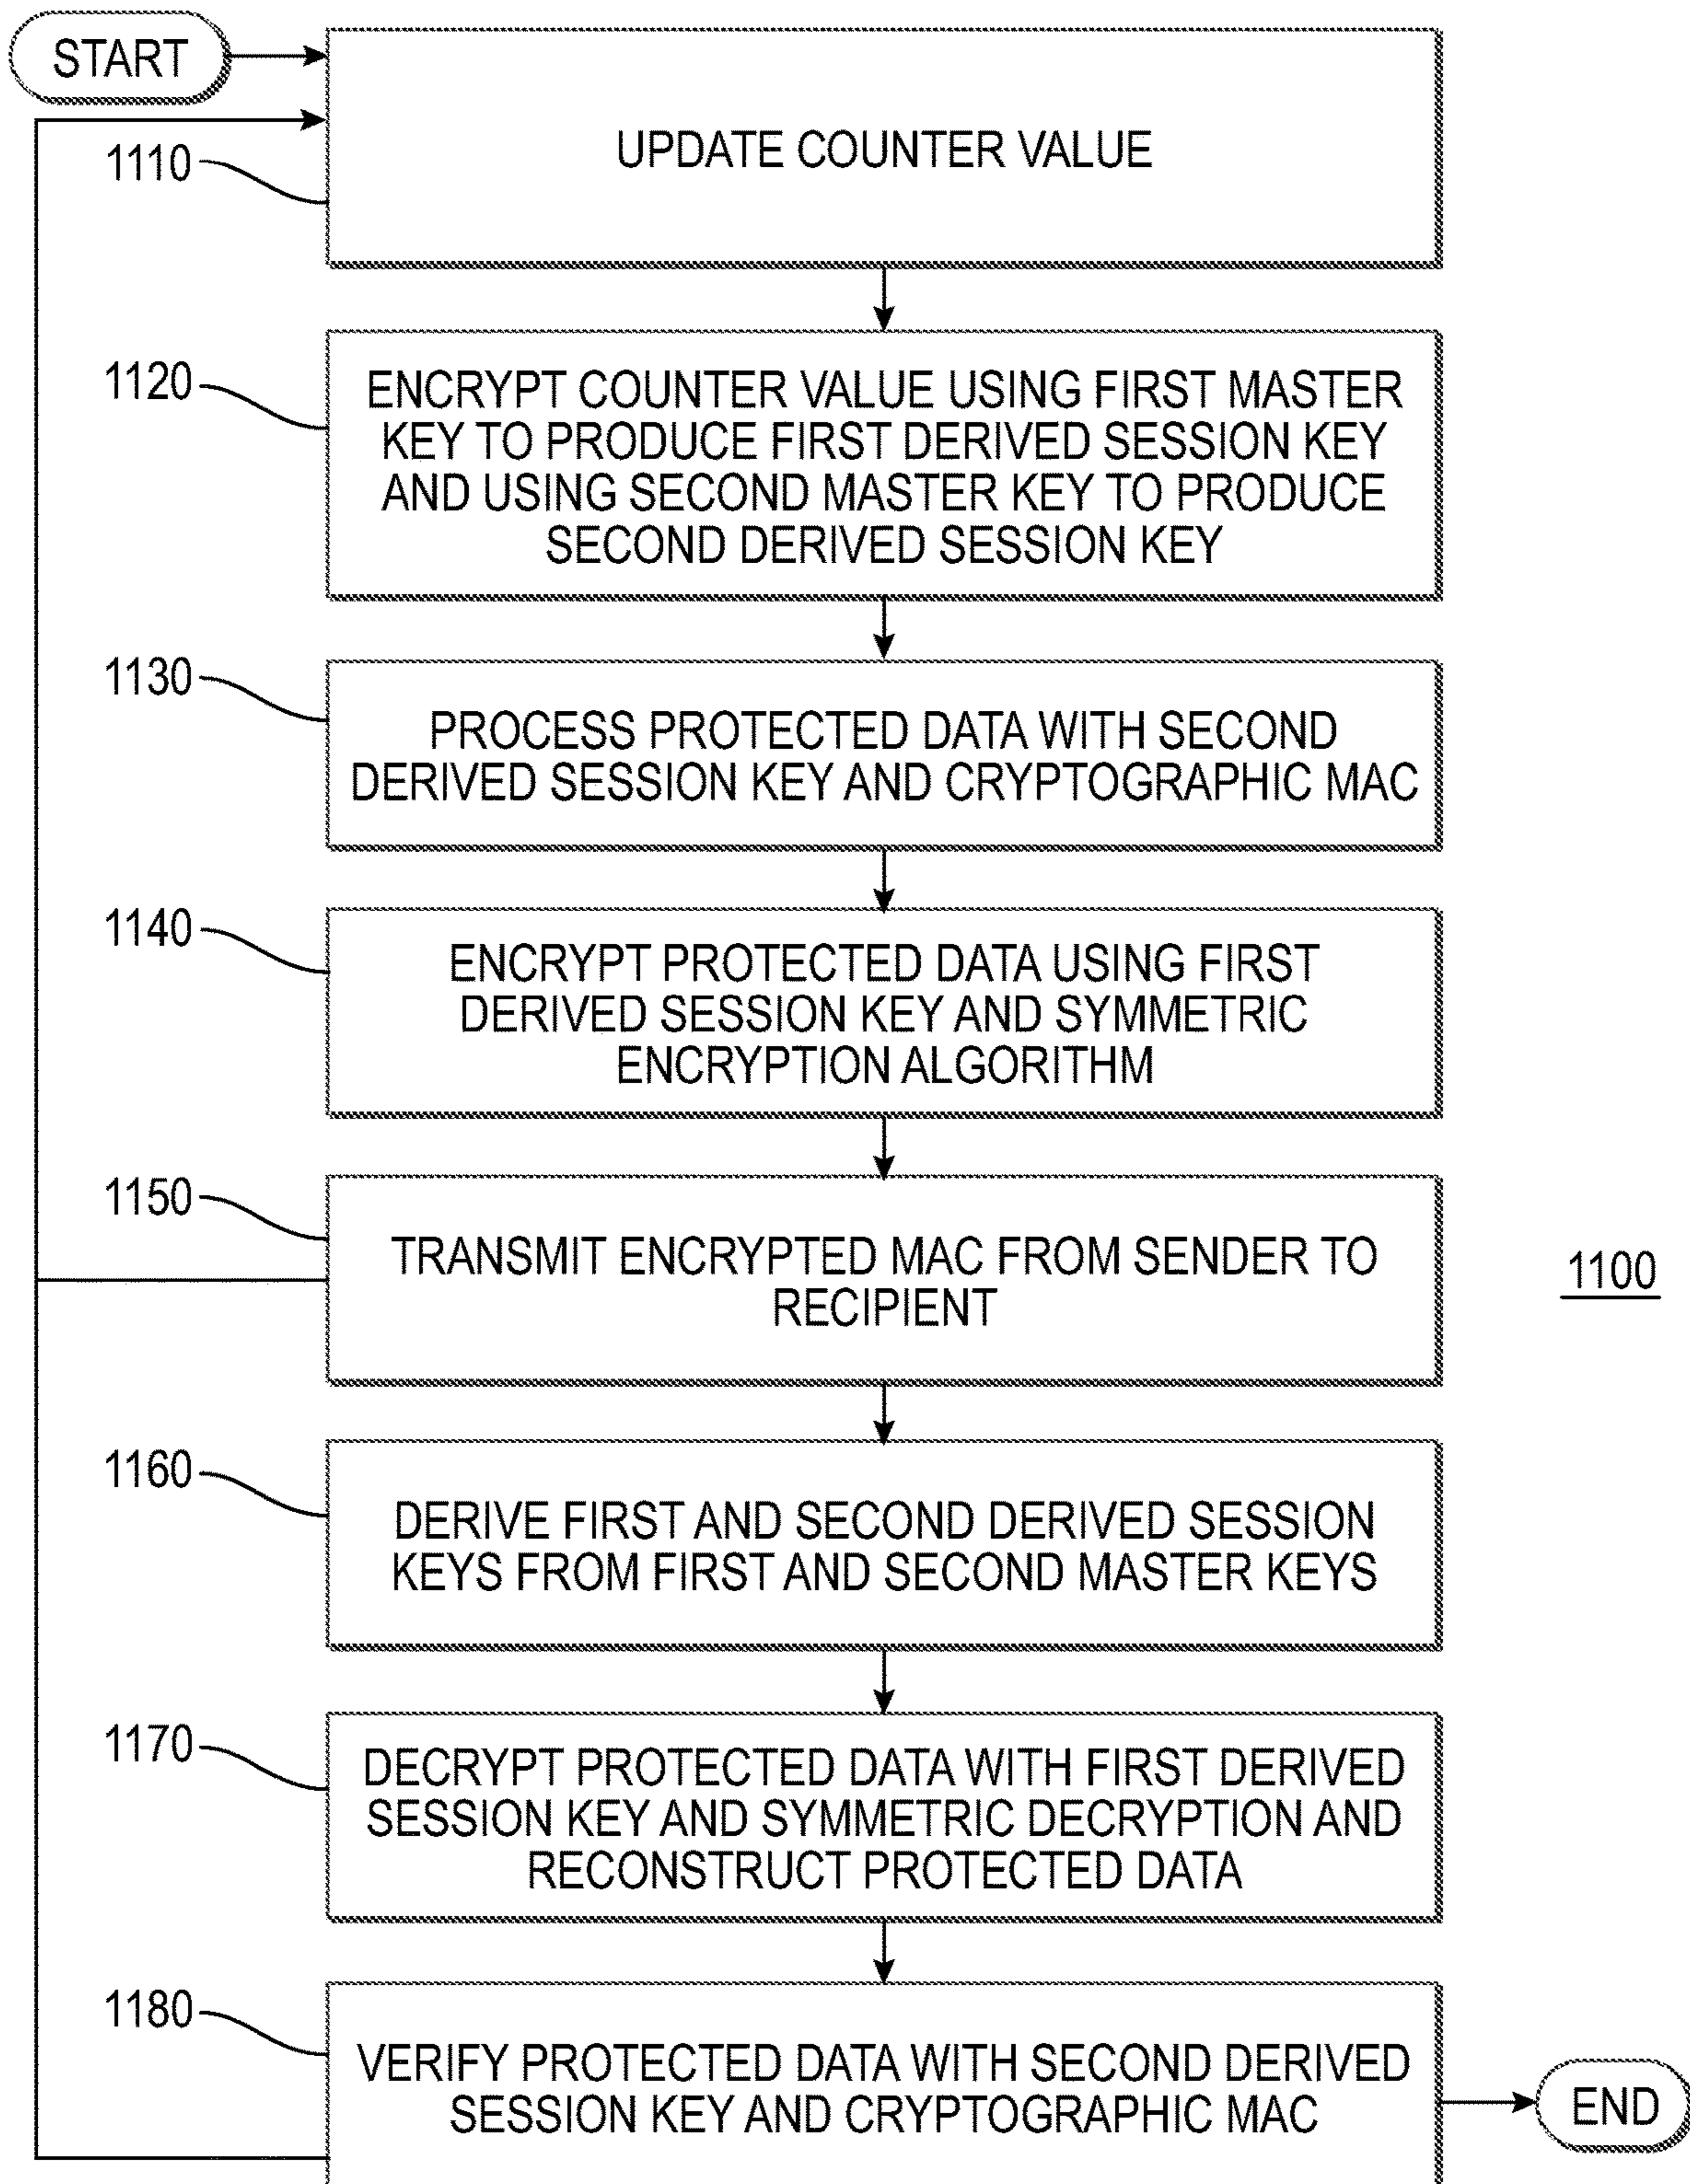 START
UPDATE COUNTER VALUE
1110
1120
ENCRYPT COUNTER VALUE USING FIRST MASTER
KEY TO PRODUCE FIRST DERIVED SESSION KEY
AND USING SECOND MASTER KEY TO PRODUCE
SECOND DERIVED SESSION KEY
1130
PROCESS PROTECTED DATA WITH SECOND
DERIVED SESSION KEY AND CRYPTOGRAPHIC MAC
1140
ENCRYPT PROTECTED DATA USING FIRST
DERIVED SESSION KEY AND SYMMETRIC
ENCRYPTION ALGORITHM
1150
TRANSMIT ENCRYPTED MAC FROM SENDER TO
RECIPIENT
1100
1160
DERIVE FIRST AND SECOND DERIVED SESSION
KEYS FROM FIRST AND SECOND MASTER KEYS
1170
DECRYPT PROTECTED DATA WITH FIRST DERIVED
SESSION KEY AND SYMMETRIC DECRYPTION AND
RECONSTRUCT PROTECTED DATA
1180
VERIFY PROTECTED DATA WITH SECOND DERIVED
SESSION KEY AND CRYPTOGRAPHIC MAC
END